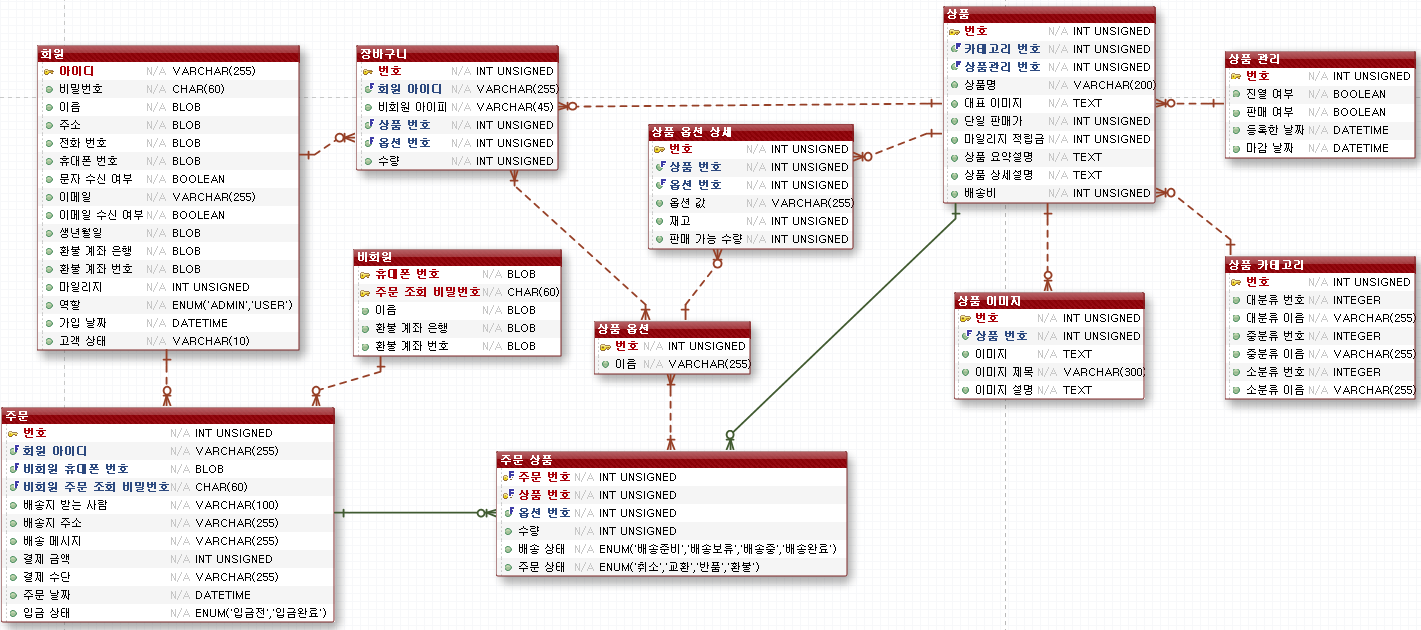 회원
아이디 N/A VARCHAR(255)
비밀번호 N/A CHAR(60)
이름 N/A BLOB
주소 N/A BLOB
전화 번호 N/A BLOB
휴대폰 번호 N/A BLOB
문자 수신 여부 N/A BOOLEAN
이메일 N/A VARCHAR(255)
이메일 수신 여부 N/A BOOLEAN
생년월일 N/A BLOB
환불 계좌 은행 N/A BLOB
환불 계좌 번호 N/A BLOB
마일리지 N/A INT UNSIGNED
역할 N/A ENUM('ADMIN','USER')
가입 날짜 N/A DATETIME
고객 상태 N/A VARCHAR(10)
장바구니
번호 N/A INT UNSIGNED
회원 아이디 N/A VARCHAR(255)
비회원 아이피 N/A VARCHAR(45)
상품 번호 N/A INT UNSIGNED
옵션 번호 N/A INT UNSIGNED
수량 N/A INT UNSIGNED
상품
번호 N/A INT UNSIGNED
카테고리 번호 N/A INT UNSIGNED
상품관리 번호 N/A INT UNSIGNED
상품명 N/A VARCHAR(200)
대표 이미지 N/A TEXT
단일 판매가 N/A INT UNSIGNED
마일리지 적립금 N/A INT UNSIGNED
상품 요약설명 N/A TEXT
상품 상세설명 N/A TEXT
배송비 N/A INT UNSIGNED
상품 관리
번호 N/A INT UNSIGNED
진열 여부 N/A BOOLEAN
판매 여부 N/A BOOLEAN
등록한 날짜 N/A DATETIME
마감 날짜 N/A DATETIME
상품 옵션 상세
번호 N/A INT UNSIGNED
상품 번호 N/A INT UNSIGNED
옵션 번호 N/A INT UNSIGNED
옵션 값 N/A VARCHAR(255)
재고 N/A INT UNSIGNED
판매 가능 수량 N/A INT UNSIGNED
비회원
휴대폰 번호 N/A BLOB
주문 조회 비밀번호 N/A CHAR(60)
이름 N/A BLOB
환불 계좌 은행 N/A BLOB
환불 계좌 번호 N/A BLOB
상품 옵션
번호 N/A INT UNSIGNED
이름 N/A VARCHAR(255)
상품 이미지
번호 N/A INT UNSIGNED
상품 번호 N/A INT UNSIGNED
이미지 N/A TEXT
이미지 제목 N/A VARCHAR(300)
이미지 설명 N/A TEXT
상품 카테고리
번호 N/A INT UNSIGNED
대분류 번호 N/A INTEGER
대분류 이름 N/A VARCHAR(255)
중분류 번호 N/A INTEGER
중분류 이름 N/A VARCHAR(255)
소분류 번호 N/A INTEGER
소분류 이름 N/A VARCHAR(255)
주문
번호 N/A INT UNSIGNED
회원 아이디 N/A VARCHAR(255)
비회원 휴대폰 번호 N/A BLOB
비회원 주문 조회 비밀번호 N/A CHAR(60)
배송지 받는 사람 N/A VARCHAR(100)
배송지 주소 N/A VARCHAR(255)
배송 메시지 N/A VARCHAR(255)
결제 금액 N/A INT UNSIGNED
결제 수단 N/A VARCHAR(255)
주문 날짜 N/A DATETIME
입금 상태 N/A ENUM('입금전','입금완료')
주문 상품
주문 번호 N/A INT UNSIGNED
상품 번호 N/A INT UNSIGNED
옵션 번호 N/A INT UNSIGNED
수량 N/A INT UNSIGNED
배송 상태 N/A ENUM('배송준비','배송보류','배송중','배송완료')
주문 상태 N/A ENUM('취소','교환','반품','환불')